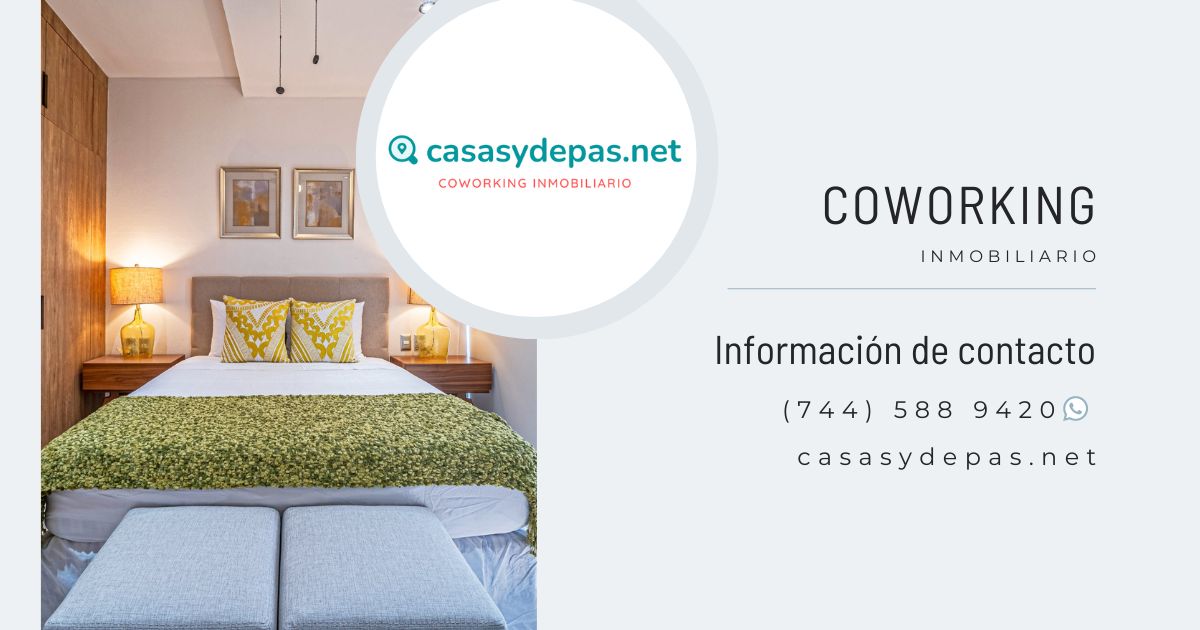 casasydepas.net
COWORKING INMOBILIARIO
COWORKING
INMOBILIARIO
Información de contacto
(744) 588 9420
casasydepas.net